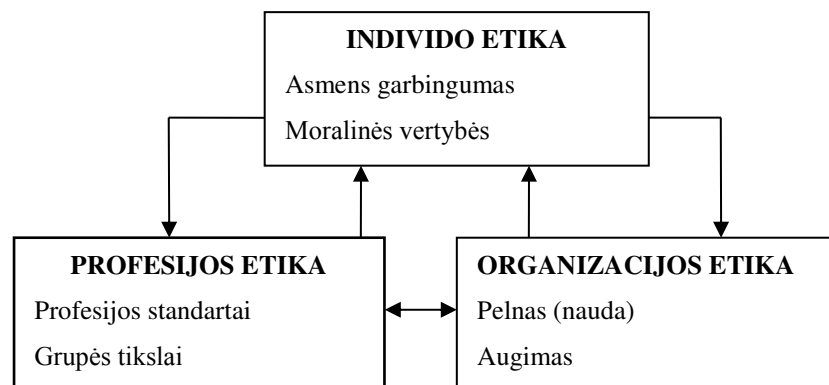 INDIVIDO ETIKA
Asmens garbingumas
Moralinės vertybės
PROFESIJOS ETIKA
Profesijos standartai
Grupės tikslai
ORGANIZACIJOS ETIKA
Pelnas (nauda)
Augimas